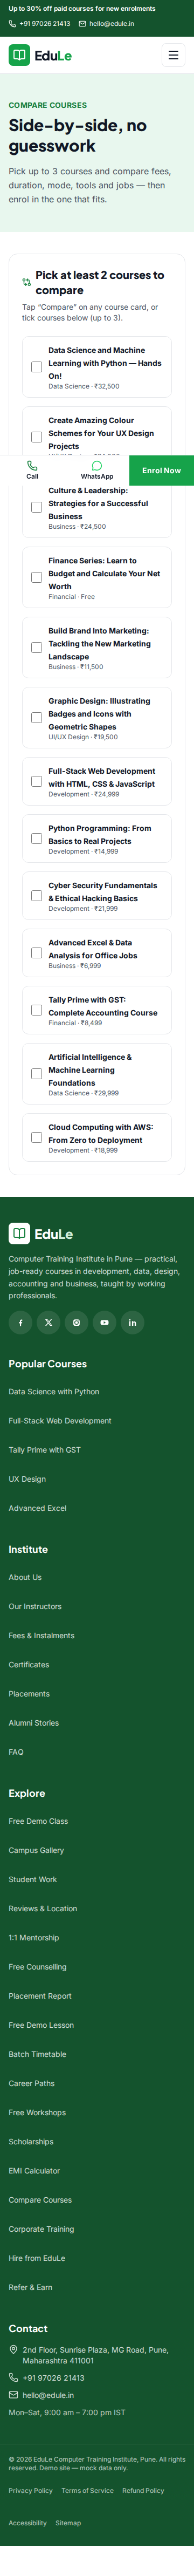 Up to 30% off paid courses for new enrolments
+91 97026 21413 hello@edule.in
EduLe
COMPARE COURSES
Side-by-side, no
guesswork
Pick up to 3 courses and compare fees,
duration, mode, tools and jobs — then
enrol in the one that fits.
Pick at least 2 courses to
compare
Tap “Compare” on any course card, or
tick courses below (up to 3).
Data Science and Machine
Learning with Python — Hands
On!
Data Science · ₹32,500
Create Amazing Colour
Schemes for Your UX Design
Projects
Call WhatsApp Enrol Now
Culture & Leadership:
Strategies for a Successful
Business
Business · ₹24,500
Finance Series: Learn to
Budget and Calculate Your Net
Worth
Financial · Free
Build Brand Into Marketing:
Tackling the New Marketing
Landscape
Business · ₹11,500
Graphic Design: Illustrating
Badges and Icons with
Geometric Shapes
UI/UX Design · ₹19,500
Full-Stack Web Development
with HTML, CSS & JavaScript
Development · ₹24,999
Python Programming: From
Basics to Real Projects
Development · ₹14,999
Cyber Security Fundamentals
& Ethical Hacking Basics
Development · ₹21,999
Advanced Excel & Data
Analysis for Office Jobs
Business · ₹6,999
Tally Prime with GST:
Complete Accounting Course
Financial · ₹8,499
Artificial Intelligence &
Machine Learning
Foundations
Data Science · ₹29,999
Cloud Computing with AWS:
From Zero to Deployment
Development · ₹18,999
EduLe
Computer Training Institute in Pune — practical,
job-ready courses in development, data, design,
accounting and business, taught by working
professionals.
Popular Courses
Data Science with Python
Full-Stack Web Development
Tally Prime with GST
UX Design
Advanced Excel
Institute
About Us
Our Instructors
Fees & Instalments
Certificates
Placements
Alumni Stories
FAQ
Explore
Free Demo Class
Campus Gallery
Student Work
Reviews & Location
1:1 Mentorship
Free Counselling
Placement Report
Free Demo Lesson
Batch Timetable
Career Paths
Free Workshops
Scholarships
EMI Calculator
Compare Courses
Corporate Training
Hire from EduLe
Refer & Earn
Contact
2nd Floor, Sunrise Plaza, MG Road, Pune,
Maharashtra 411001
+91 97026 21413
hello@edule.in
Mon–Sat, 9:00 am – 7:00 pm IST
© 2026 EduLe Computer Training Institute, Pune. All rights
reserved. Demo site — mock data only.
Privacy Policy Terms of Service Refund Policy
Accessibility Sitemap